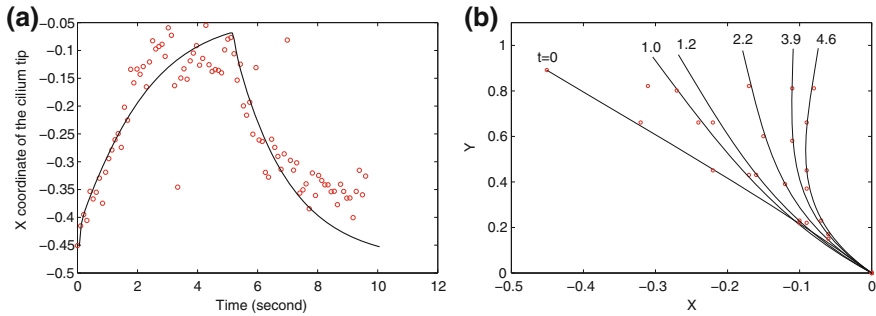 (a)
X coordinate of the cilium tip
−0.05
−0.1
−0.15
−0.2
−0.25
−0.3
−0.35
−0.4
−0.45
−0.5
0 2 4 6 8 10 12
Time (second)
(b)
Y
1
0.8
0.6
0.4
0.2
0
t=0
1.0
1.2
2.2
3.9
4.6
−0.5 −0.4 −0.3 −0.2 −0.1 0
X